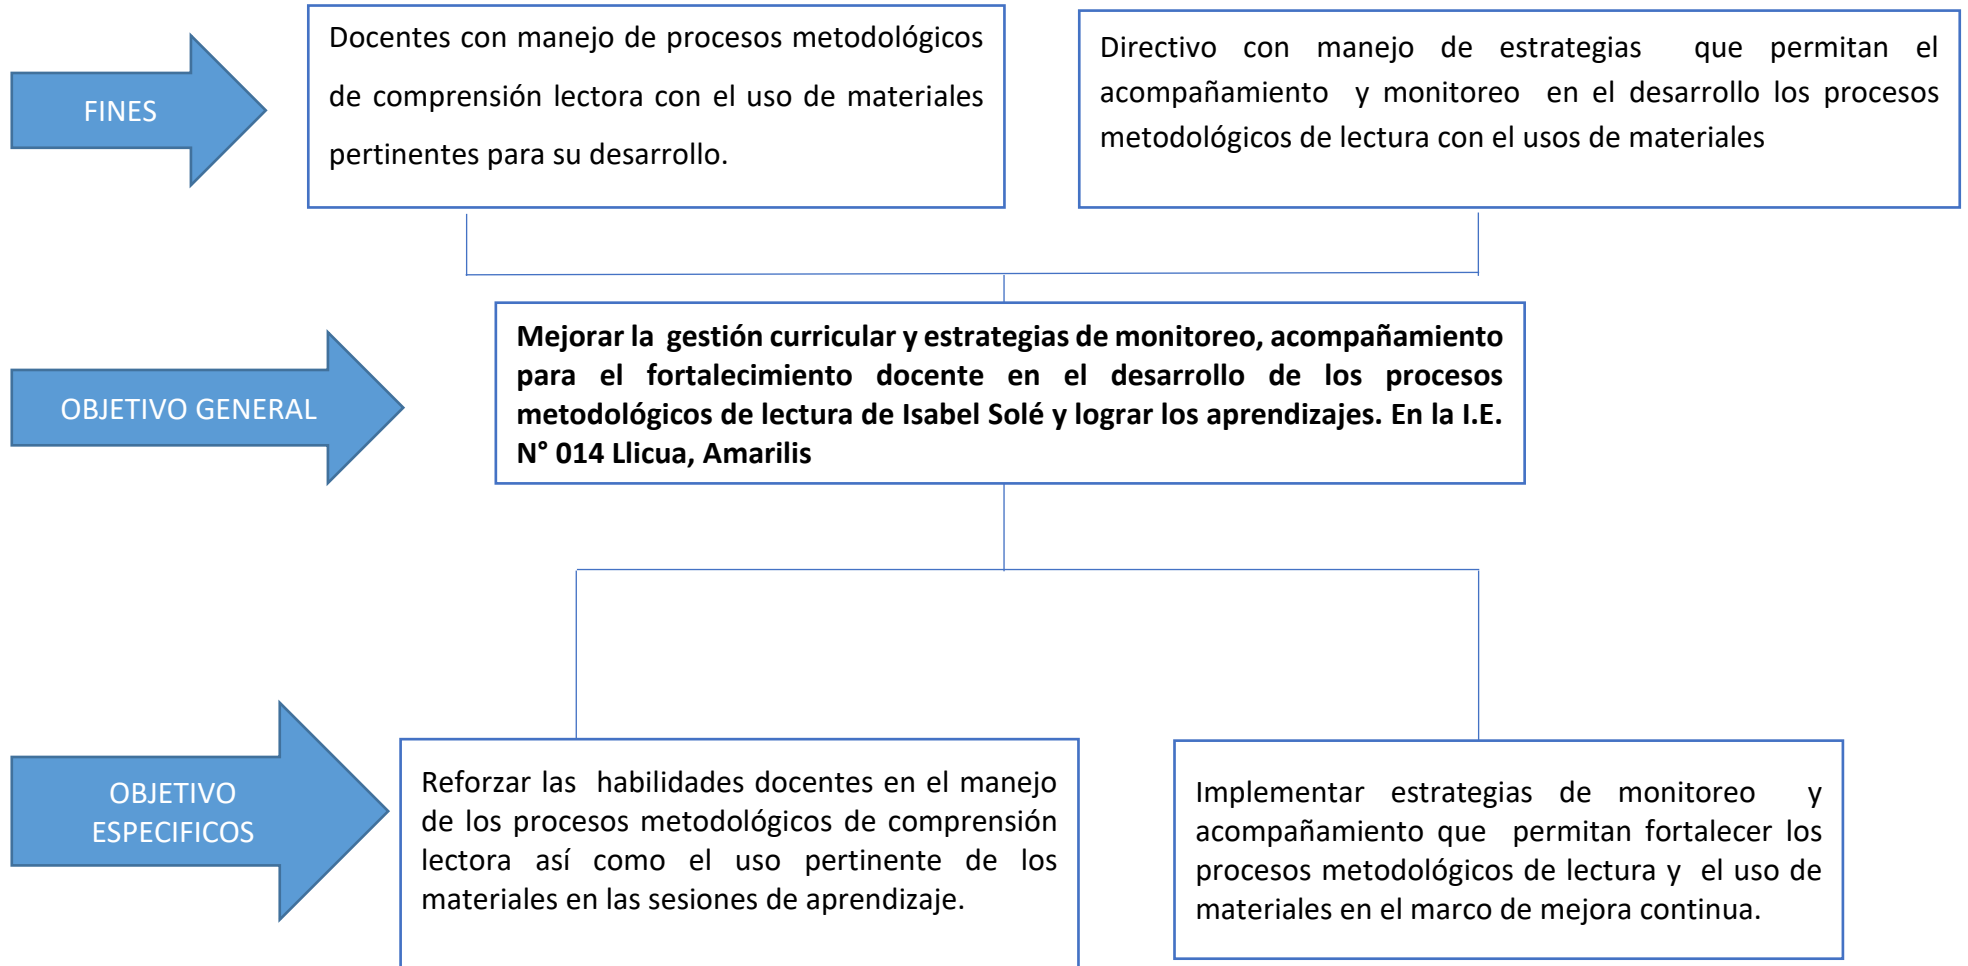 FINES
Docentes con manejo de procesos metodológicos
de comprensión lectora con el uso de materiales
pertinentes para su desarrollo.
Directivo con manejo de estrategias que permitan el
acompañamiento y monitoreo en el desarrollo los procesos
metodológicos de lectura con el usos de materiales
OBJETIVO GENERAL
Mejorar la gestión curricular y estrategias de monitoreo, acompañamiento
para el fortalecimiento docente en el desarrollo de los procesos
metodológicos de lectura de Isabel Solé y lograr los aprendizajes. En la I.E.
N° 014 Llicua, Amarilis
OBJETIVO
ESPECIFICOS
Reforzar las habilidades docentes en el manejo
de los procesos metodológicos de comprensión
lectora así como el uso pertinente de los
materiales en las sesiones de aprendizaje.
Implementar estrategias de monitoreo y
acompañamiento que permitan fortalecer los
procesos metodológicos de lectura y el uso de
materiales en el marco de mejora continua.